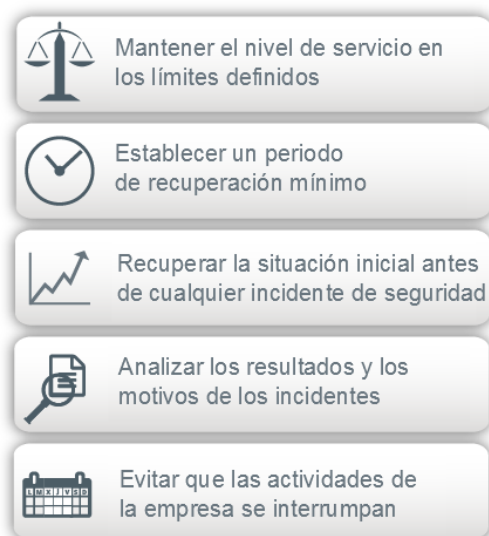 Mantener el nivel de servicio en
los límites definidos
Establecer un periodo
de recuperación mínimo
Recuperar la situación inicial antes
de cualquier incidente de seguridad
Analizar los resultados y los
motivos de los incidentes
L M X J V S D
Evitar que las actividades de
la empresa se interrumpan